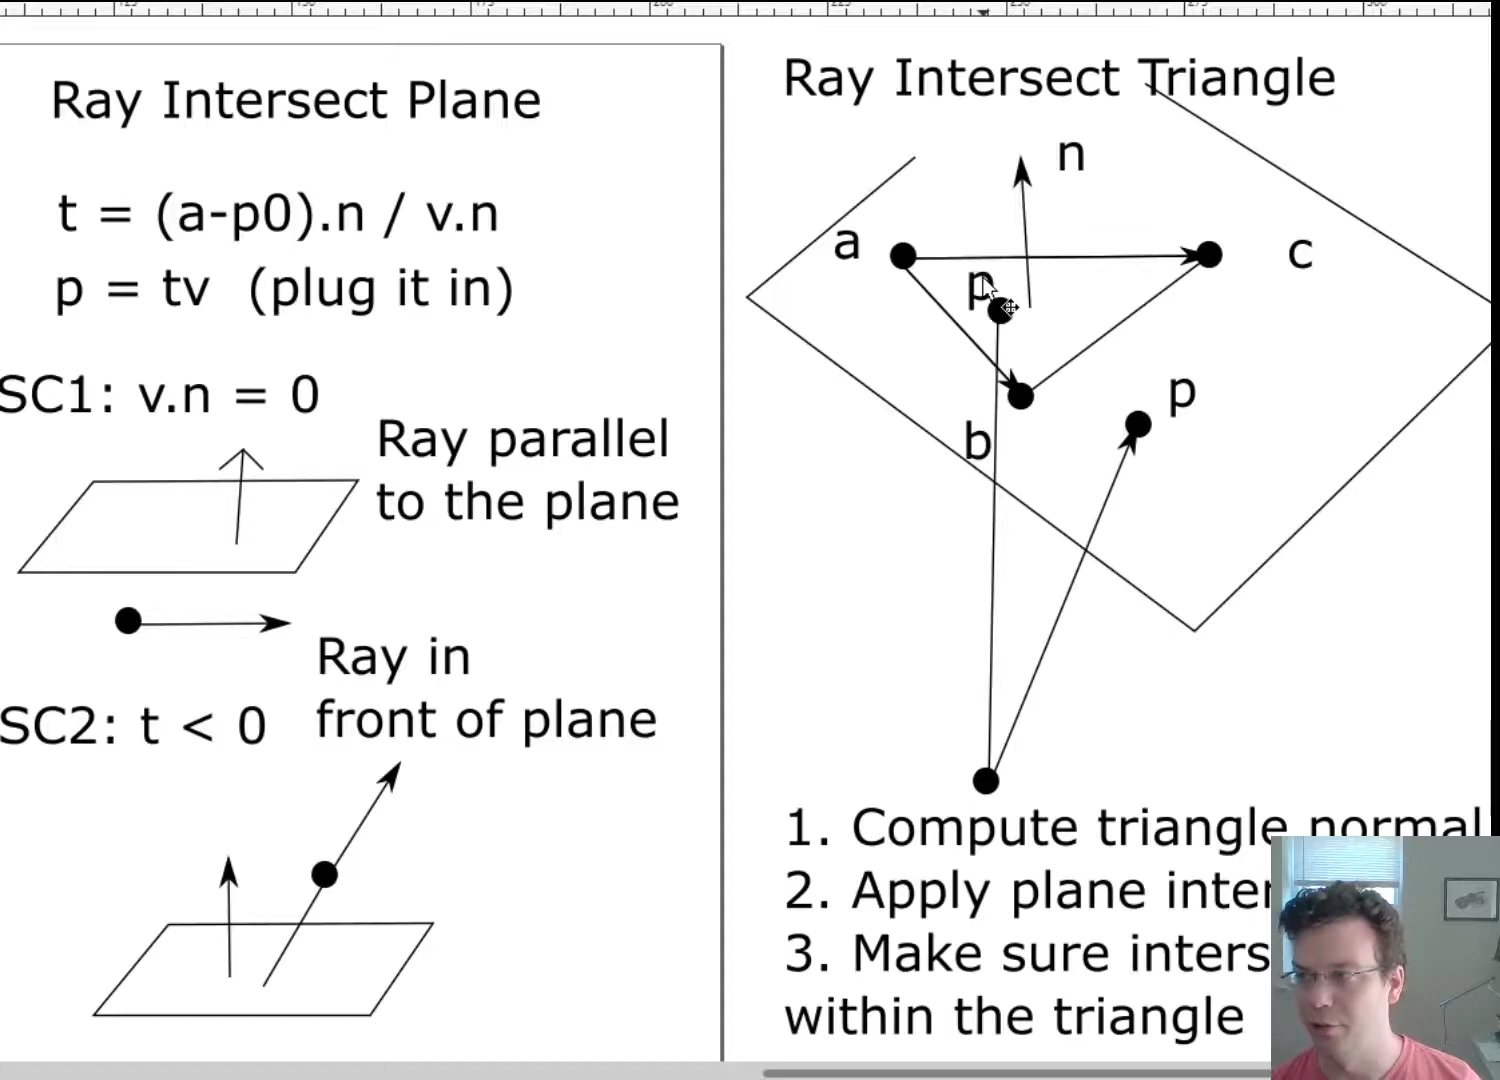 Ray Intersect Plane
t = (a-p0).n / v.n
p = tv (plug it in)
SC1: v.n = 0
Ray parallel
to the plane
Ray in
front of plane
SC2: t < 0
Ray Intersect Triangle
n
a
c
p
b
p
1. Compute triangle normal
2. Apply plane
3. Make sure
within the triangle